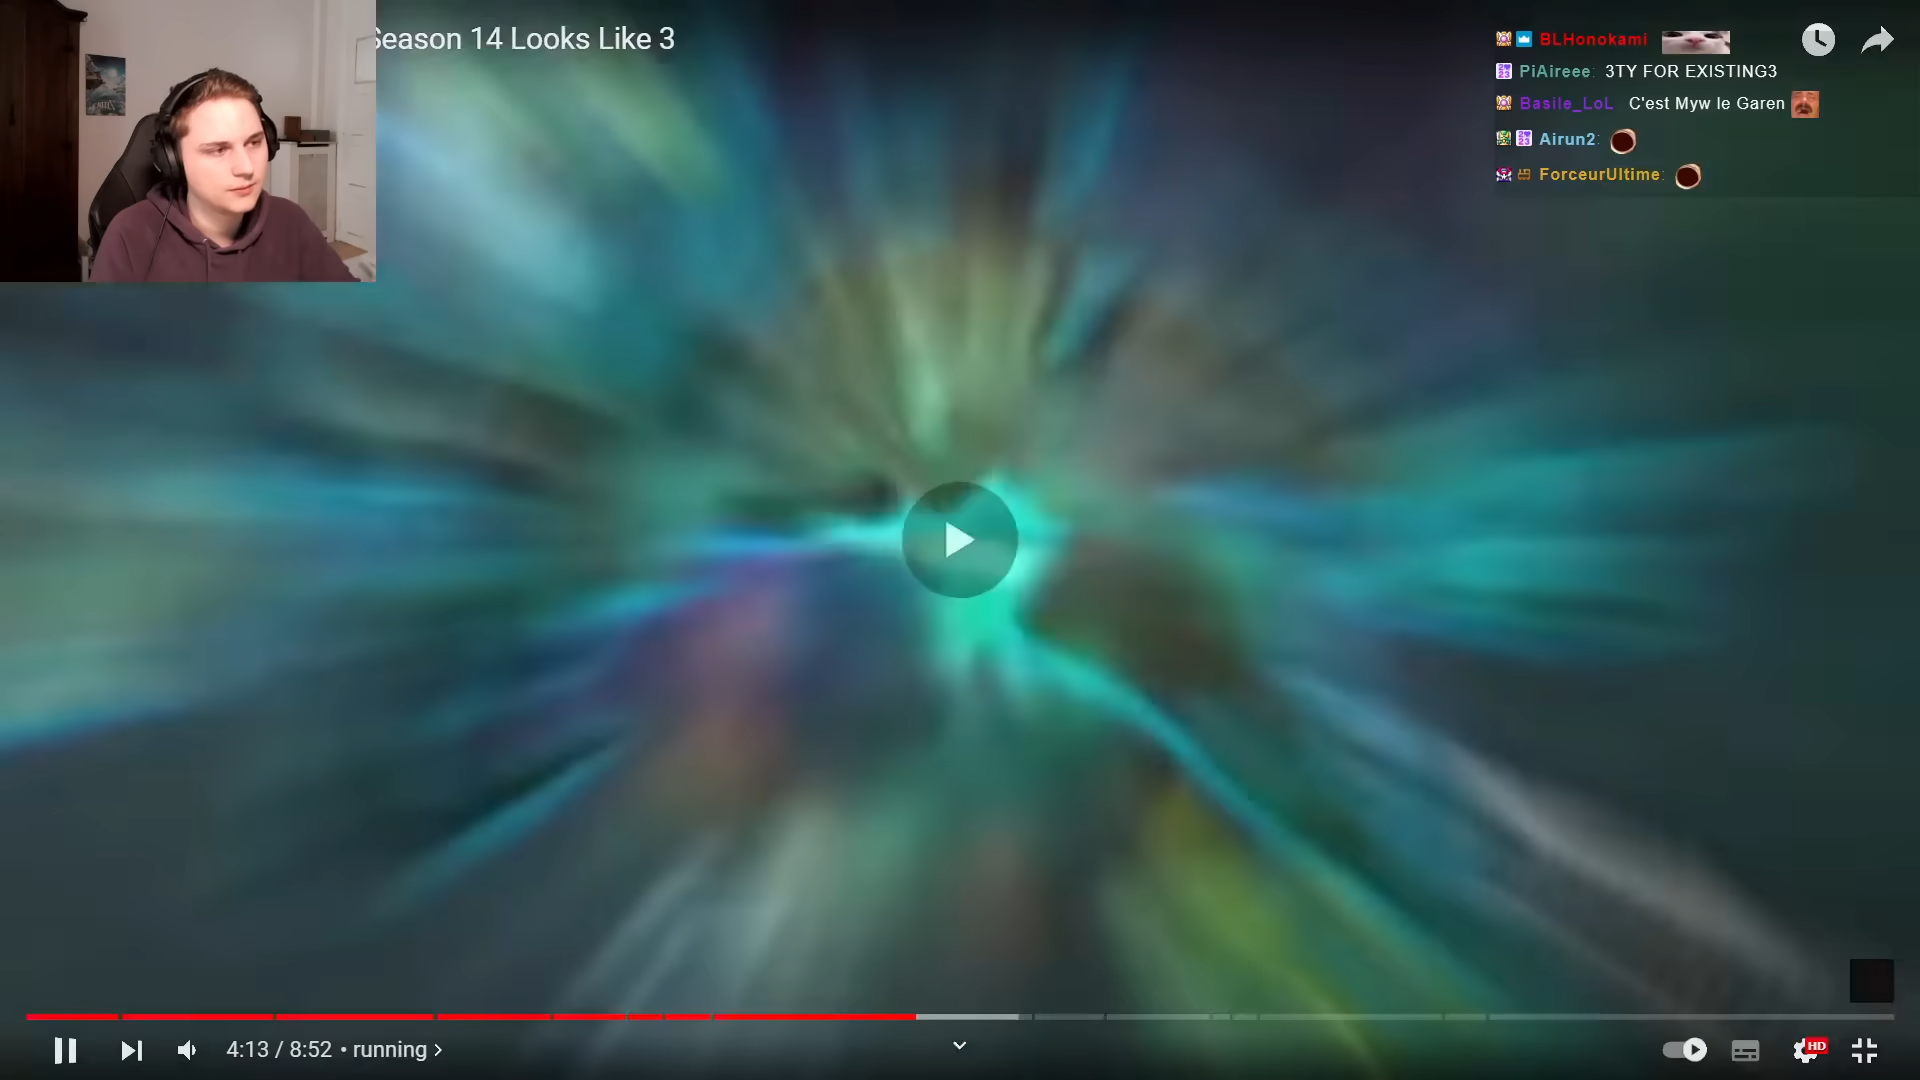 Season 14 Looks Like 3
BLHonokami
PiAireee: 3TY FOR EXISTING3
Basile_LoL C'est Myw le Garen
Airun2:
ForceurUltime:
4:13 / 8:52 • running
HD